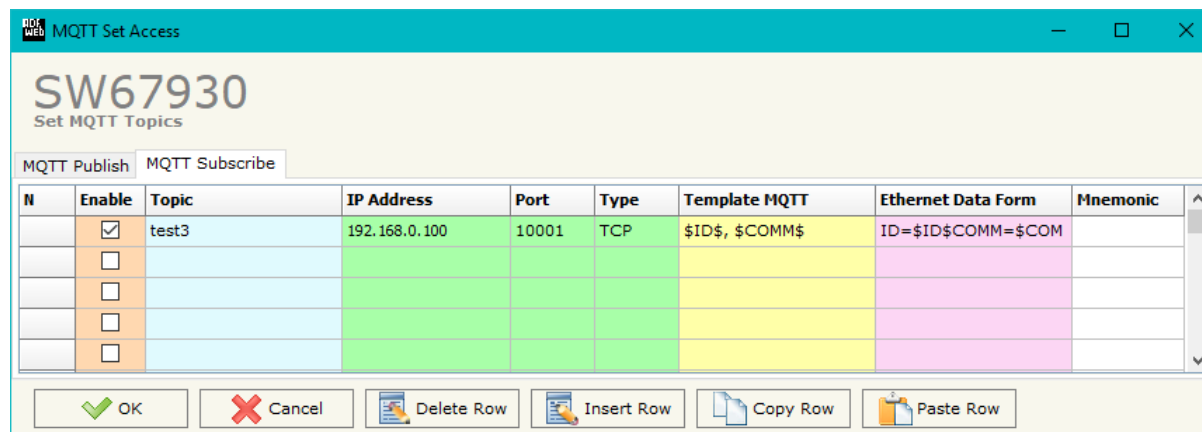 ADF WEB MQTT Set Access
SW67930
Set MQTT Topics
MQTT Publish MQTT Subscribe
N Enable Topic IP Address Port Type Template MQTT Ethernet Data Form Mnemonic
test3 192.168.0.100 10001 TCP $ID$, $COMM$ ID=$ID$COMM=$COM
OK Cancel Delete Row Insert Row Copy Row Paste Row